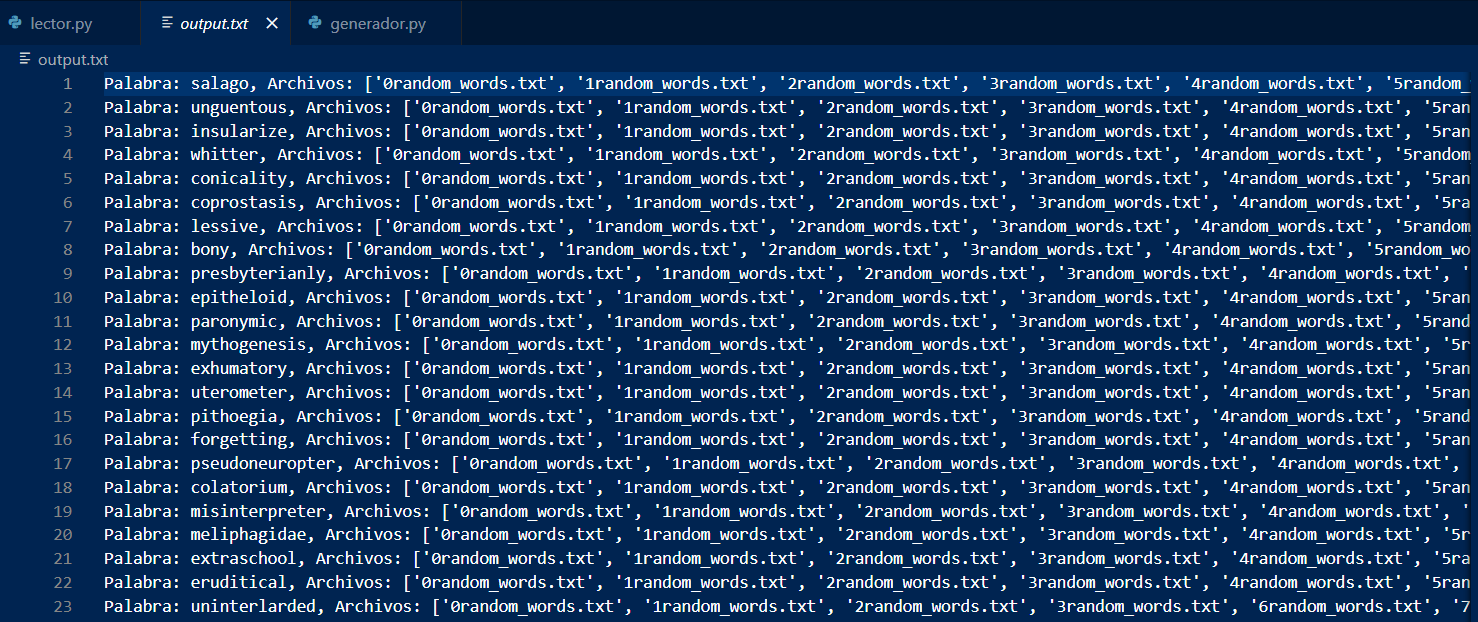 lector.py output.txt generador.py
output.txt
1 Palabra: salago, Archivos: ['0random_words.txt', '1random_words.txt', '2random_words.txt', '3random_words.txt', '4random_words.txt', '5random_
2 Palabra: unguentous, Archivos: ['0random_words.txt', '1random_words.txt', '2random_words.txt', '3random_words.txt', '4random_words.txt', '5ran
3 Palabra: insularize, Archivos: ['0random_words.txt', '1random_words.txt', '2random_words.txt', '3random_words.txt', '4random_words.txt', '5ran
4 Palabra: whitter, Archivos: ['0random_words.txt', '1random_words.txt', '2random_words.txt', '3random_words.txt', '4random_words.txt', '5random
5 Palabra: conicality, Archivos: ['0random_words.txt', '1random_words.txt', '2random_words.txt', '3random_words.txt', '4random_words.txt', '5ran
6 Palabra: coprostasis, Archivos: ['0random_words.txt', '1random_words.txt', '2random_words.txt', '3random_words.txt', '4random_words.txt', '5ra
7 Palabra: lessive, Archivos: ['0random_words.txt', '1random_words.txt', '2random_words.txt', '3random_words.txt', '4random_words.txt', '5random
8 Palabra: bony, Archivos: ['0random_words.txt', '1random_words.txt', '2random_words.txt', '3random_words.txt', '4random_words.txt', '5random_wo
9 Palabra: presbyterianly, Archivos: ['0random_words.txt', '1random_words.txt', '2random_words.txt', '3random_words.txt', '4random_words.txt', '
10 Palabra: epitheloid, Archivos: ['0random_words.txt', '1random_words.txt', '2random_words.txt', '3random_words.txt', '4random_words.txt', '5ran
11 Palabra: paronymic, Archivos: ['0random_words.txt', '1random_words.txt', '2random_words.txt', '3random_words.txt', '4random_words.txt', '5rand
12 Palabra: mythogenesis, Archivos: ['0random_words.txt', '1random_words.txt', '2random_words.txt', '3random_words.txt', '4random_words.txt', '5r
13 Palabra: exhumatory, Archivos: ['0random_words.txt', '1random_words.txt', '2random_words.txt', '3random_words.txt', '4random_words.txt', '5ran
14 Palabra: uterometer, Archivos: ['0random_words.txt', '1random_words.txt', '2random_words.txt', '3random_words.txt', '4random_words.txt', '5ran
15 Palabra: pithoegia, Archivos: ['0random_words.txt', '1random_words.txt', '2random_words.txt', '3random_words.txt', '4random_words.txt', '5rand
16 Palabra: forgetting, Archivos: ['0random_words.txt', '1random_words.txt', '2random_words.txt', '3random_words.txt', '4random_words.txt', '5ran
17 Palabra: pseudoneuropter, Archivos: ['0random_words.txt', '1random_words.txt', '2random_words.txt', '3random_words.txt', '4random_words.txt',
18 Palabra: colatorium, Archivos: ['0random_words.txt', '1random_words.txt', '2random_words.txt', '3random_words.txt', '4random_words.txt', '5ran
19 Palabra: misinterpreter, Archivos: ['0random_words.txt', '1random_words.txt', '2random_words.txt', '3random_words.txt', '4random_words.txt', '
20 Palabra: meliphagidae, Archivos: ['0random_words.txt', '1random_words.txt', '2random_words.txt', '3random_words.txt', '4random_words.txt', '5r
21 Palabra: extraschool, Archivos: ['0random_words.txt', '1random_words.txt', '2random_words.txt', '3random_words.txt', '4random_words.txt', '5ra
22 Palabra: eruditical, Archivos: ['0random_words.txt', '1random_words.txt', '2random_words.txt', '3random_words.txt', '4random_words.txt', '5ran
23 Palabra: uninterlarded, Archivos: ['0random_words.txt', '1random_words.txt', '2random_words.txt', '3random_words.txt', '6random_words.txt', '7